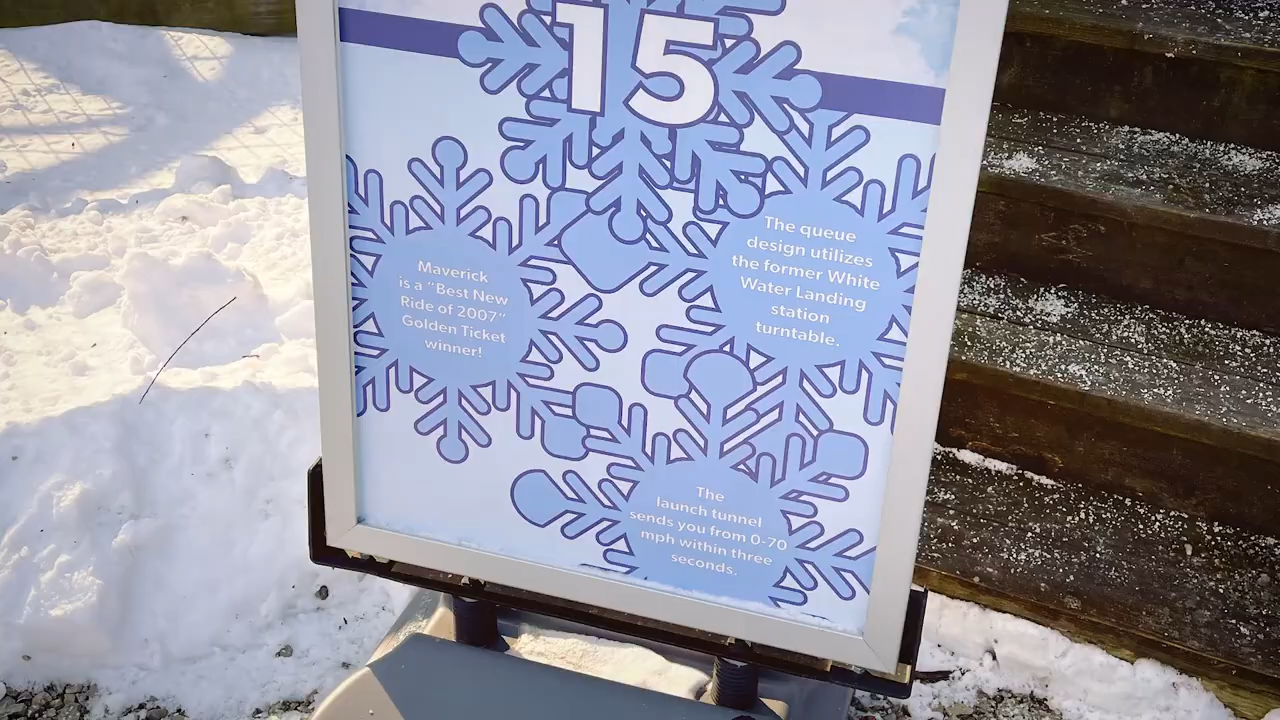 15
Maverick
is a "Best New
Ride of 2007"
Golden Ticket
winner!
The queue
design utilizes
the former White
Water Landing
station
turntable.
The
launch tunnel
sends you from 0-70
mph within three
seconds.